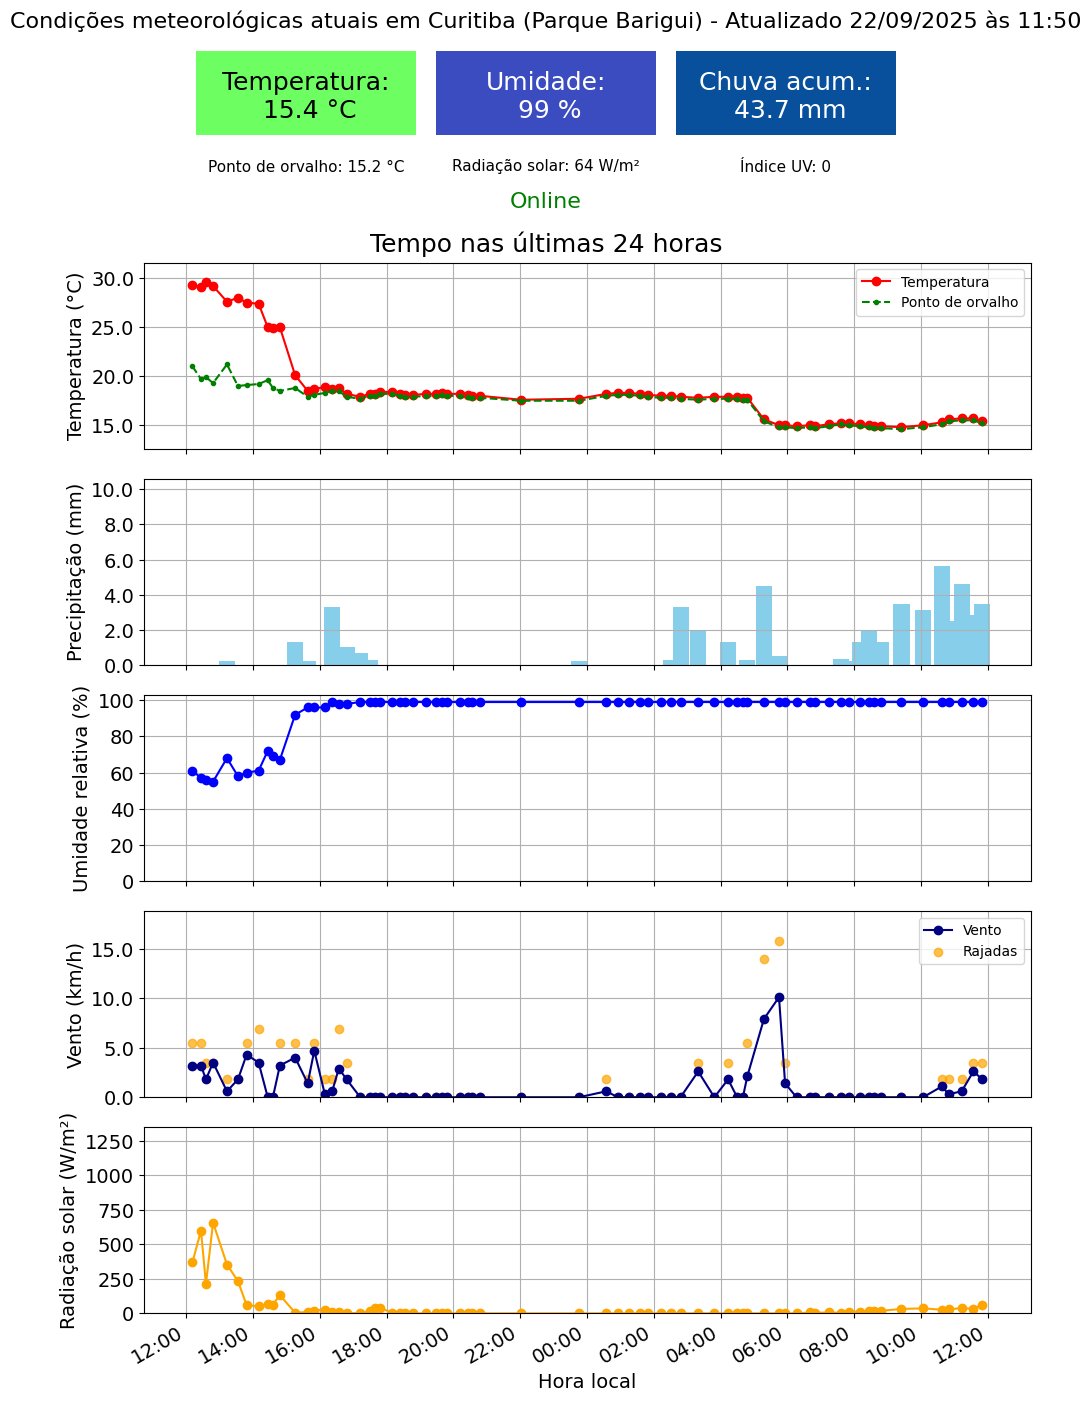 Condições meteorológicas atuais em Curitiba (Parque Barigui) - Atualizado 22/09/2025 às 11:50
Temperatura:
15.4 °C
Umidade:
99 %
Chuva acum.:
43.7 mm
Ponto de orvalho: 15.2 °C
Radiação solar: 64 W/m²
Índice UV: 0
Online
Tempo nas últimas 24 horas
Temperatura (°C)
30.0
25.0
20.0
15.0
Temperatura
Ponto de orvalho
Precipitação (mm)
10.0
8.0
6.0
4.0
2.0
0.0
Umidade relativa (%)
100
80
60
40
20
0
Vento (km/h)
15.0
10.0
5.0
0.0
Vento
Rajadas
Radiação solar (W/m²)
1250
1000
750
500
250
0
12:00
14:00
16:00
18:00
20:00
22:00
00:00
02:00
04:00
06:00
08:00
10:00
12:00
Hora local